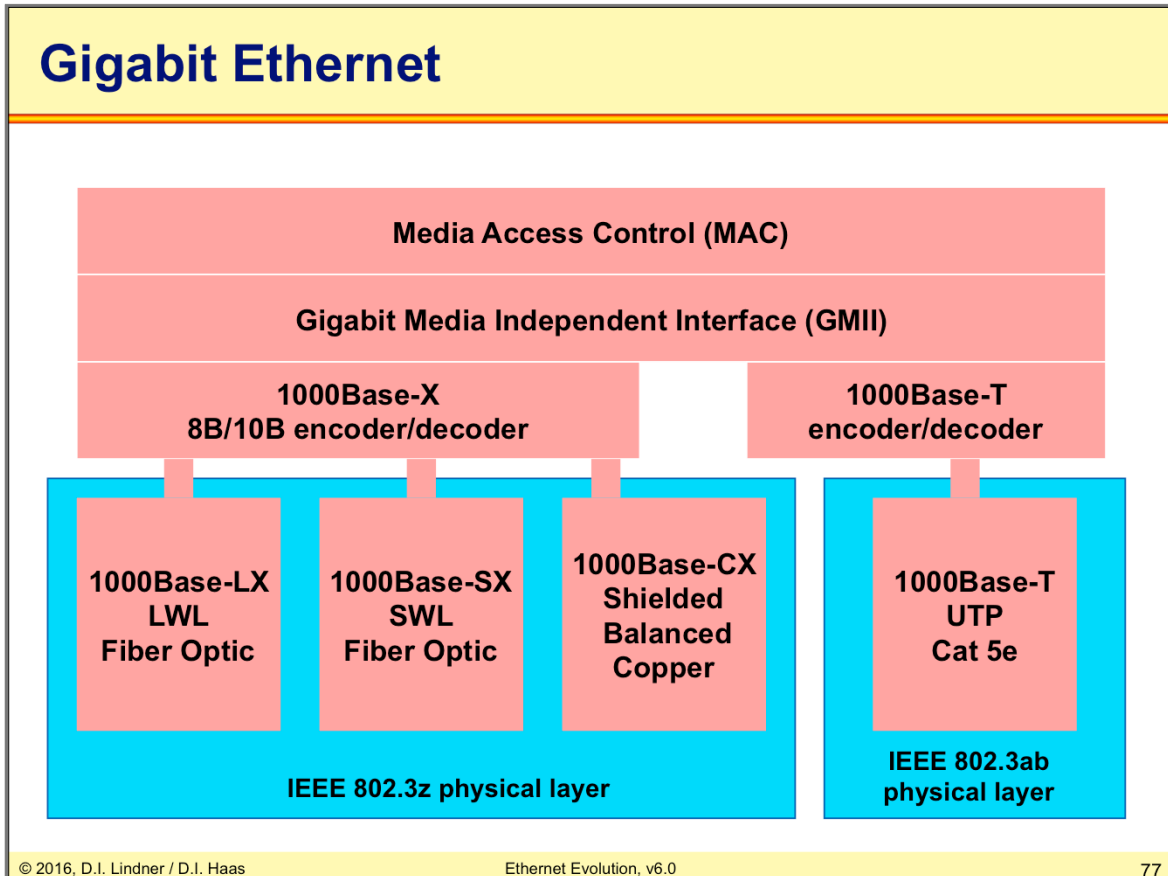 Gigabit Ethernet
Media Access Control (MAC)
Gigabit Media Independent Interface (GMII)
1000Base-X
8B/10B encoder/decoder
1000Base-T
encoder/decoder
1000Base-LX
LWL
Fiber Optic
1000Base-SX
SWL
Fiber Optic
1000Base-CX
Shielded
Balanced
Copper
1000Base-T
UTP
Cat 5e
IEEE 802.3z physical layer
IEEE 802.3ab
physical layer
© 2016, D.I. Lindner / D.I. Haas
Ethernet Evolution, v6.0
77